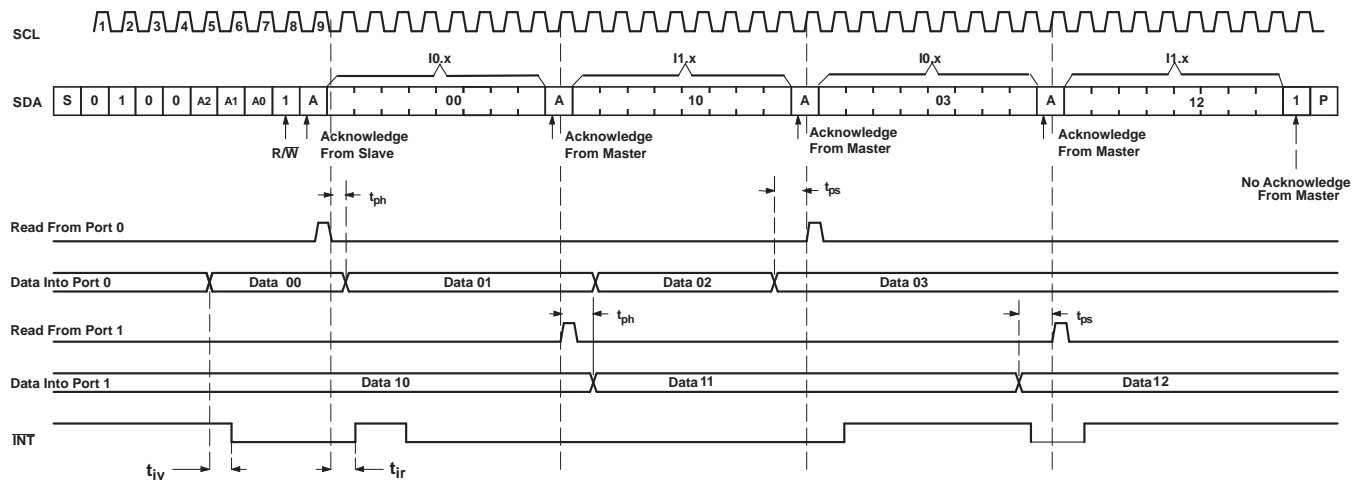 SCL
1 2 3 4 5 6 7 8 9
I0.x I1.x I0.x I1.x
SDA S 0 1 0 0 A2 A1 A0 1 A 00 A 10 A 03 A 12 1 P
R/W
Acknowledge
From Slave
Acknowledge
From Master
Acknowledge
From Master
Acknowledge
From Master
No Acknowledge
From Master
tph
tps
Read From Port 0
Data Into Port 0 Data 00 Data 01 Data 02 Data 03
tph
tps
Read From Port 1
Data Into Port 1 Data 10 Data 11 Data 12
INT
tiv
tir